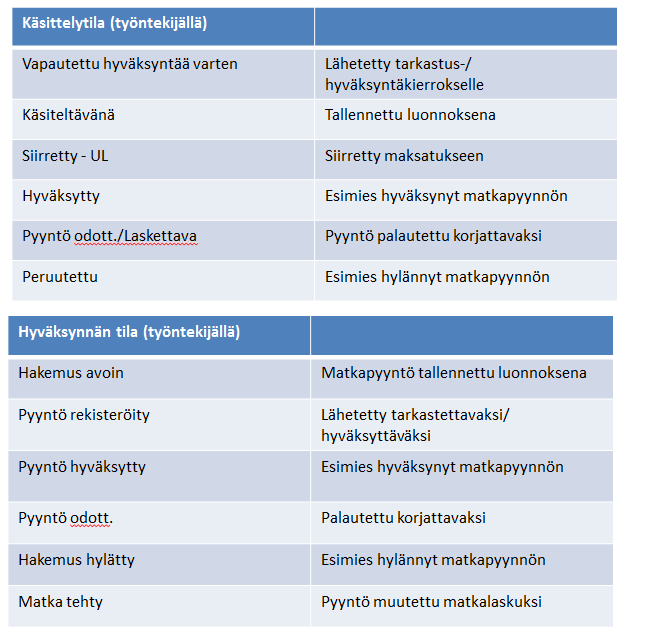 Käsittelytila (työntekijällä)
Vapautettu hyväksyntää varten
Lähetetty tarkastus-/
hyväksyntäkierrokselle
Käsiteltävänä
Tallennettu luonnoksena
Siirretty - UL
Siirretty maksatukseen
Hyväksytty
Esimies hyväksynyt matkapyynnön
Pyyntö odott./Laskettava
Pyyntö palautettu korjattavaksi
Peruutettu
Esimies hylännyt matkapyynnön
Hyväksynnän tila (työntekijällä)
Hakemus avoin
Matkapyyntö tallennettu luonnoksena
Pyyntö rekisteröity
Lähetetty tarkastettavaksi/
hyväksyttäväksi
Pyyntö hyväksytty
Esimies hyväksynyt matkapyynnön
Pyyntö odott.
Palautettu korjattavaksi
Hakemus hylätty
Esimies hylännyt matkapyynnön
Matka tehty
Pyyntö muutettu matkalaskuksi